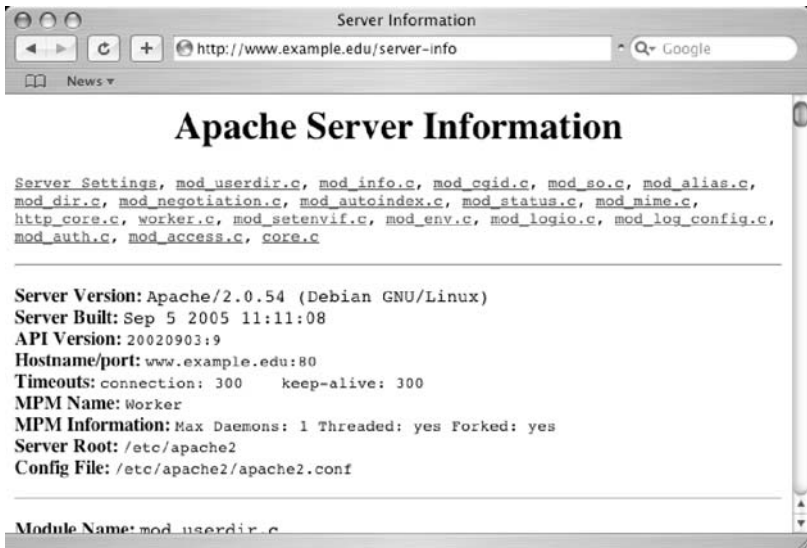 Server Information
http://www.example.edu/server-info
Google
News
Apache Server Information
Server Settings, mod_userdir.c, mod_info.c, mod_cgid.c, mod_so.c, mod_alias.c,
mod_dir.c, mod_negotiation.c, mod_autoindex.c, mod_status.c, mod_mime.c,
http_core.c, worker.c, mod_setenvif.c, mod_env.c, mod_logio.c, mod_log_config.c,
mod_auth.c, mod_access.c, core.c
Server Version: Apache/2.0.54 (Debian GNU/Linux)
Server Built: Sep 5 2005 11:11:08
API Version: 20020903:9
Hostname/port: www.example.edu:80
Timeouts: connection: 300 keep-alive: 300
MPM Name: Worker
MPM Information: Max Daemons: 1 Threaded: yes Forked: yes
Server Root: /etc/apache2
Config File: /etc/apache2/apache2.conf
Module Name: mod_userdir.c